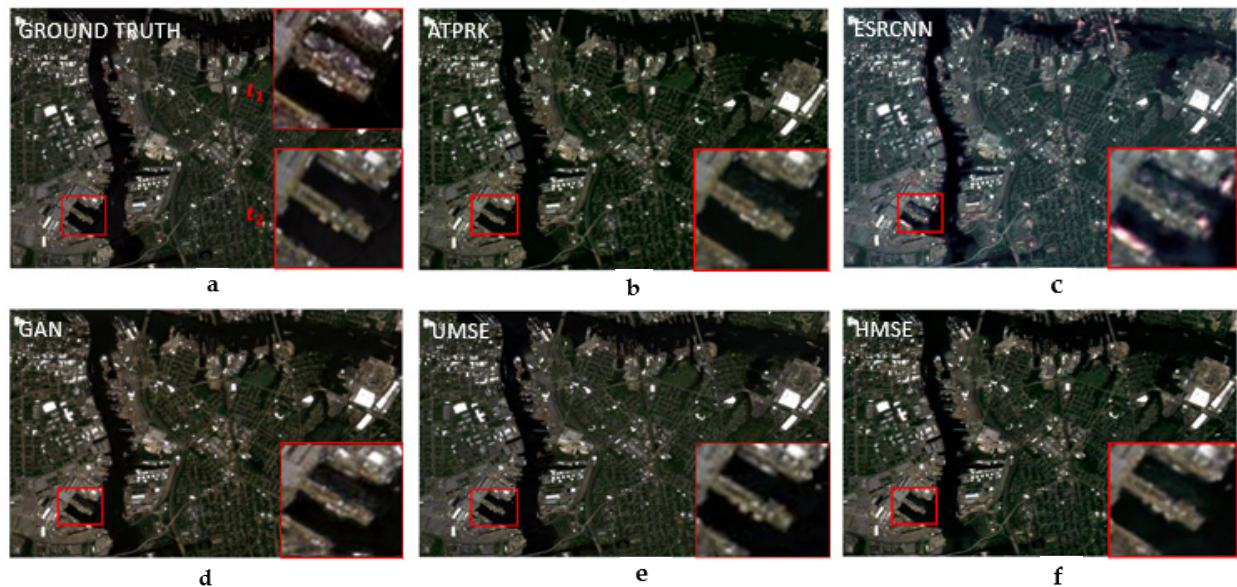 GROUND TRUTH
t₁
t₂
a
ATPRK
b
ESRCNN
c
GAN
d
UMSE
e
HMSE
f